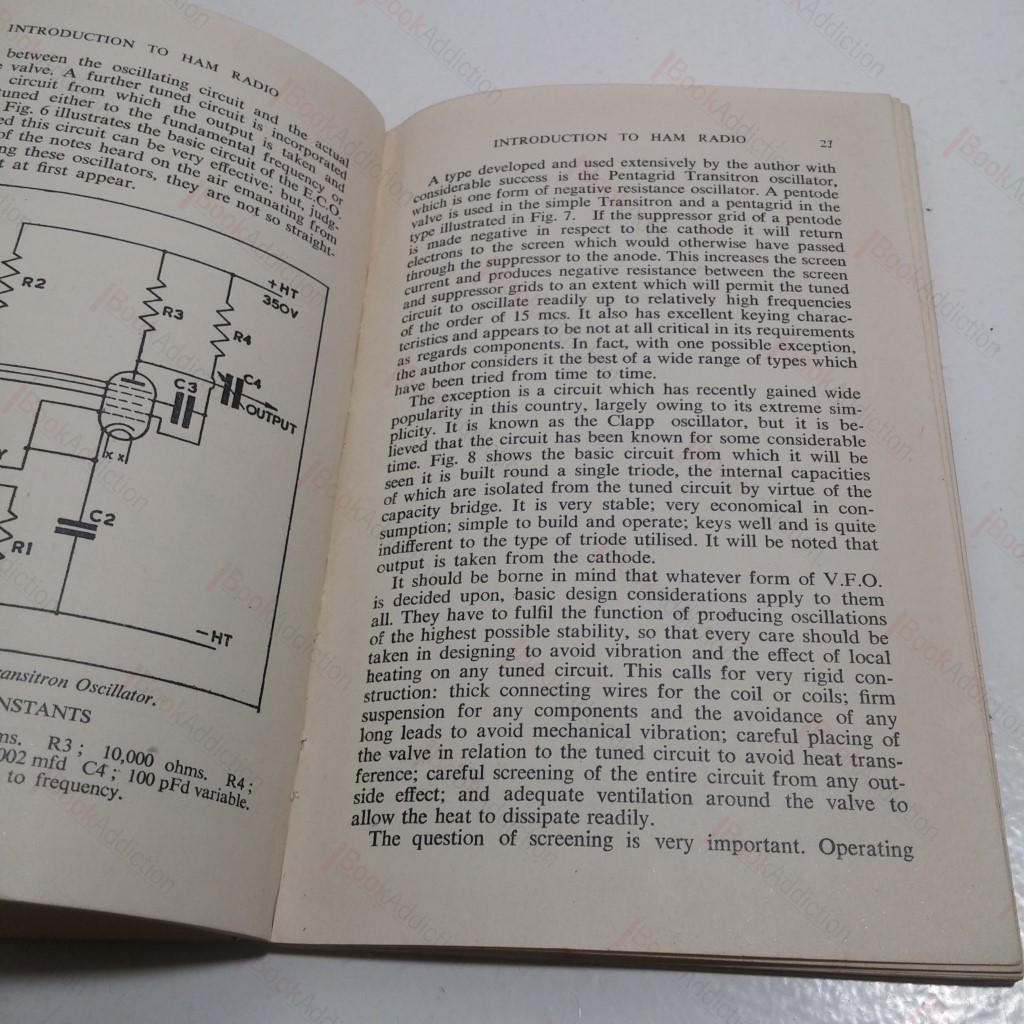 INTRODUCTION TO HAM RADIO
between the oscillating circuit and the actual
valve. A further tuned circuit is incorporated
circuit from which the output is taken and
tuned either to the fundamental frequency or
Fig. 6 illustrates the basic circuit of the E.C.O.
this circuit can be very effective; but, judg-
of the notes heard on the air emanating from
these oscillators, they are not so straight-
at first appear.
R2
R3
+HT
350V
R4
C3
C4
OUTPUT
x x
C2
R1
-HT
Oscillator.
R3; 10,000 ohms. R4;
mfd C4; 100 pFd variable.
to frequency.
INTRODUCTION TO HAM RADIO 21
A type developed and used extensively by the author with
considerable success is the Pentagrid Transitron oscillator,
which is one form of negative resistance oscillator. A pentode
valve is used in the simple Transitron and a pentagrid in the
type illustrated in Fig. 7. If the suppressor grid of a pentode
is made negative in respect to the cathode it will return
electrons to the screen which would otherwise have passed
through the suppressor to the anode. This increases the screen
current and produces negative resistance between the screen
and suppressor grids to an extent which will permit the tuned
circuit to oscillate readily up to relatively high frequencies
of the order of 15 mcs. It also has excellent keying charac-
teristics and appears to be not at all critical in its requirements
as regards components. In fact, with one possible exception,
the author considers it the best of a wide range of types which
have been tried from time to time.
The exception is a circuit which has recently gained wide
popularity in this country, largely owing to its extreme sim-
plicity. It is known as the Clapp oscillator, but it is be-
lieved that the circuit has been known for some considerable
time. Fig. 8 shows the basic circuit from which it will be
seen it is built round a single triode, the internal capacities
of which are isolated from the tuned circuit by virtue of the
capacity bridge. It is very stable; very economical in con-
sumption; simple to build and operate; keys well and is quite
indifferent to the type of triode utilised. It will be noted that
output is taken from the cathode.
It should be borne in mind that whatever form of V.F.O.
is decided upon, basic design considerations apply to them
all. They have to fulfil the function of producing oscillations
of the highest possible stability, so that every care should be
taken in designing to avoid vibration and the effect of local
heating on any tuned circuit. This calls for very rigid con-
struction: thick connecting wires for the coil or coils; firm
suspension for any components and the avoidance of any
long leads to avoid mechanical vibration; careful placing of
the valve in relation to the tuned circuit to avoid heat trans-
ference; careful screening of the entire circuit from any out-
side effect; and adequate ventilation around the valve to
allow the heat to dissipate readily.
The question of screening is very important. Operating